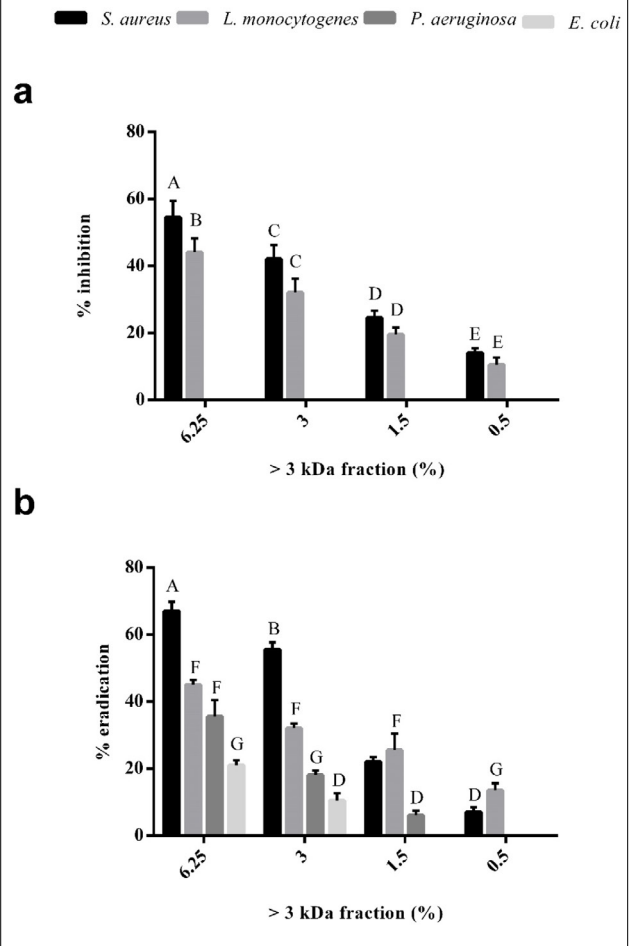 S. aureus L. monocytogenes P. aeruginosa E. coli
a
80
60
40
20
0
% inhibition
A
B
C
C
D
D
E
E
6.25
3
1.5
0.5
> 3 kDa fraction (%)
b
80
60
40
20
0
% eradication
A
F
F
G
B
F
G
D
F
D
D
G
6.25
3
1.5
0.5
> 3 kDa fraction (%)